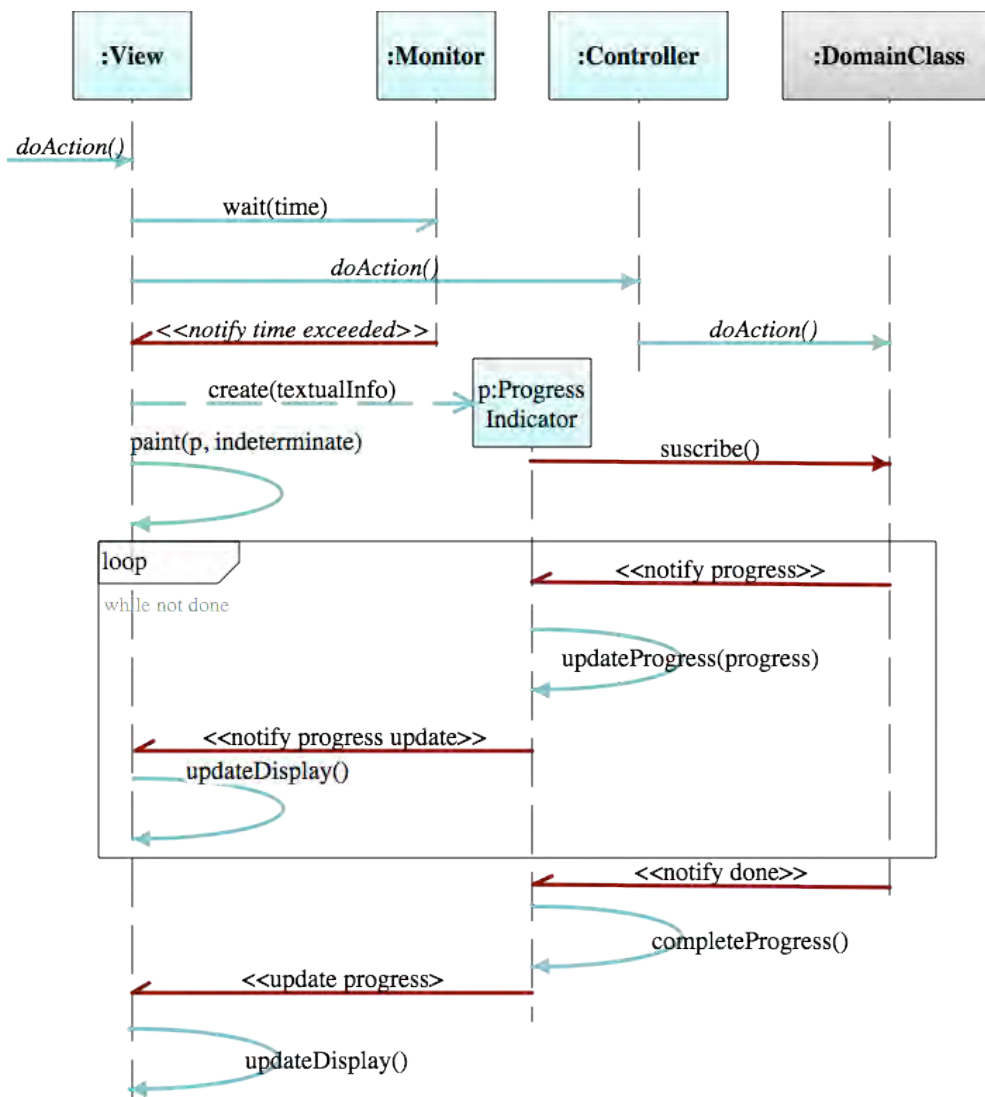 :View
:Monitor
:Controller
:DomainClass
doAction()
wait(time)
doAction()
<<notify time exceeded>>
doAction()
create(textualInfo)
p:Progress
Indicator
paint(p, indeterminate)
suscribe()
loop
<<notify progress>>
while not done
updateProgress(progress)
<<notify progress update>>
updateDisplay()
<<notify done>>
completeProgress()
<<update progress>
updateDisplay()